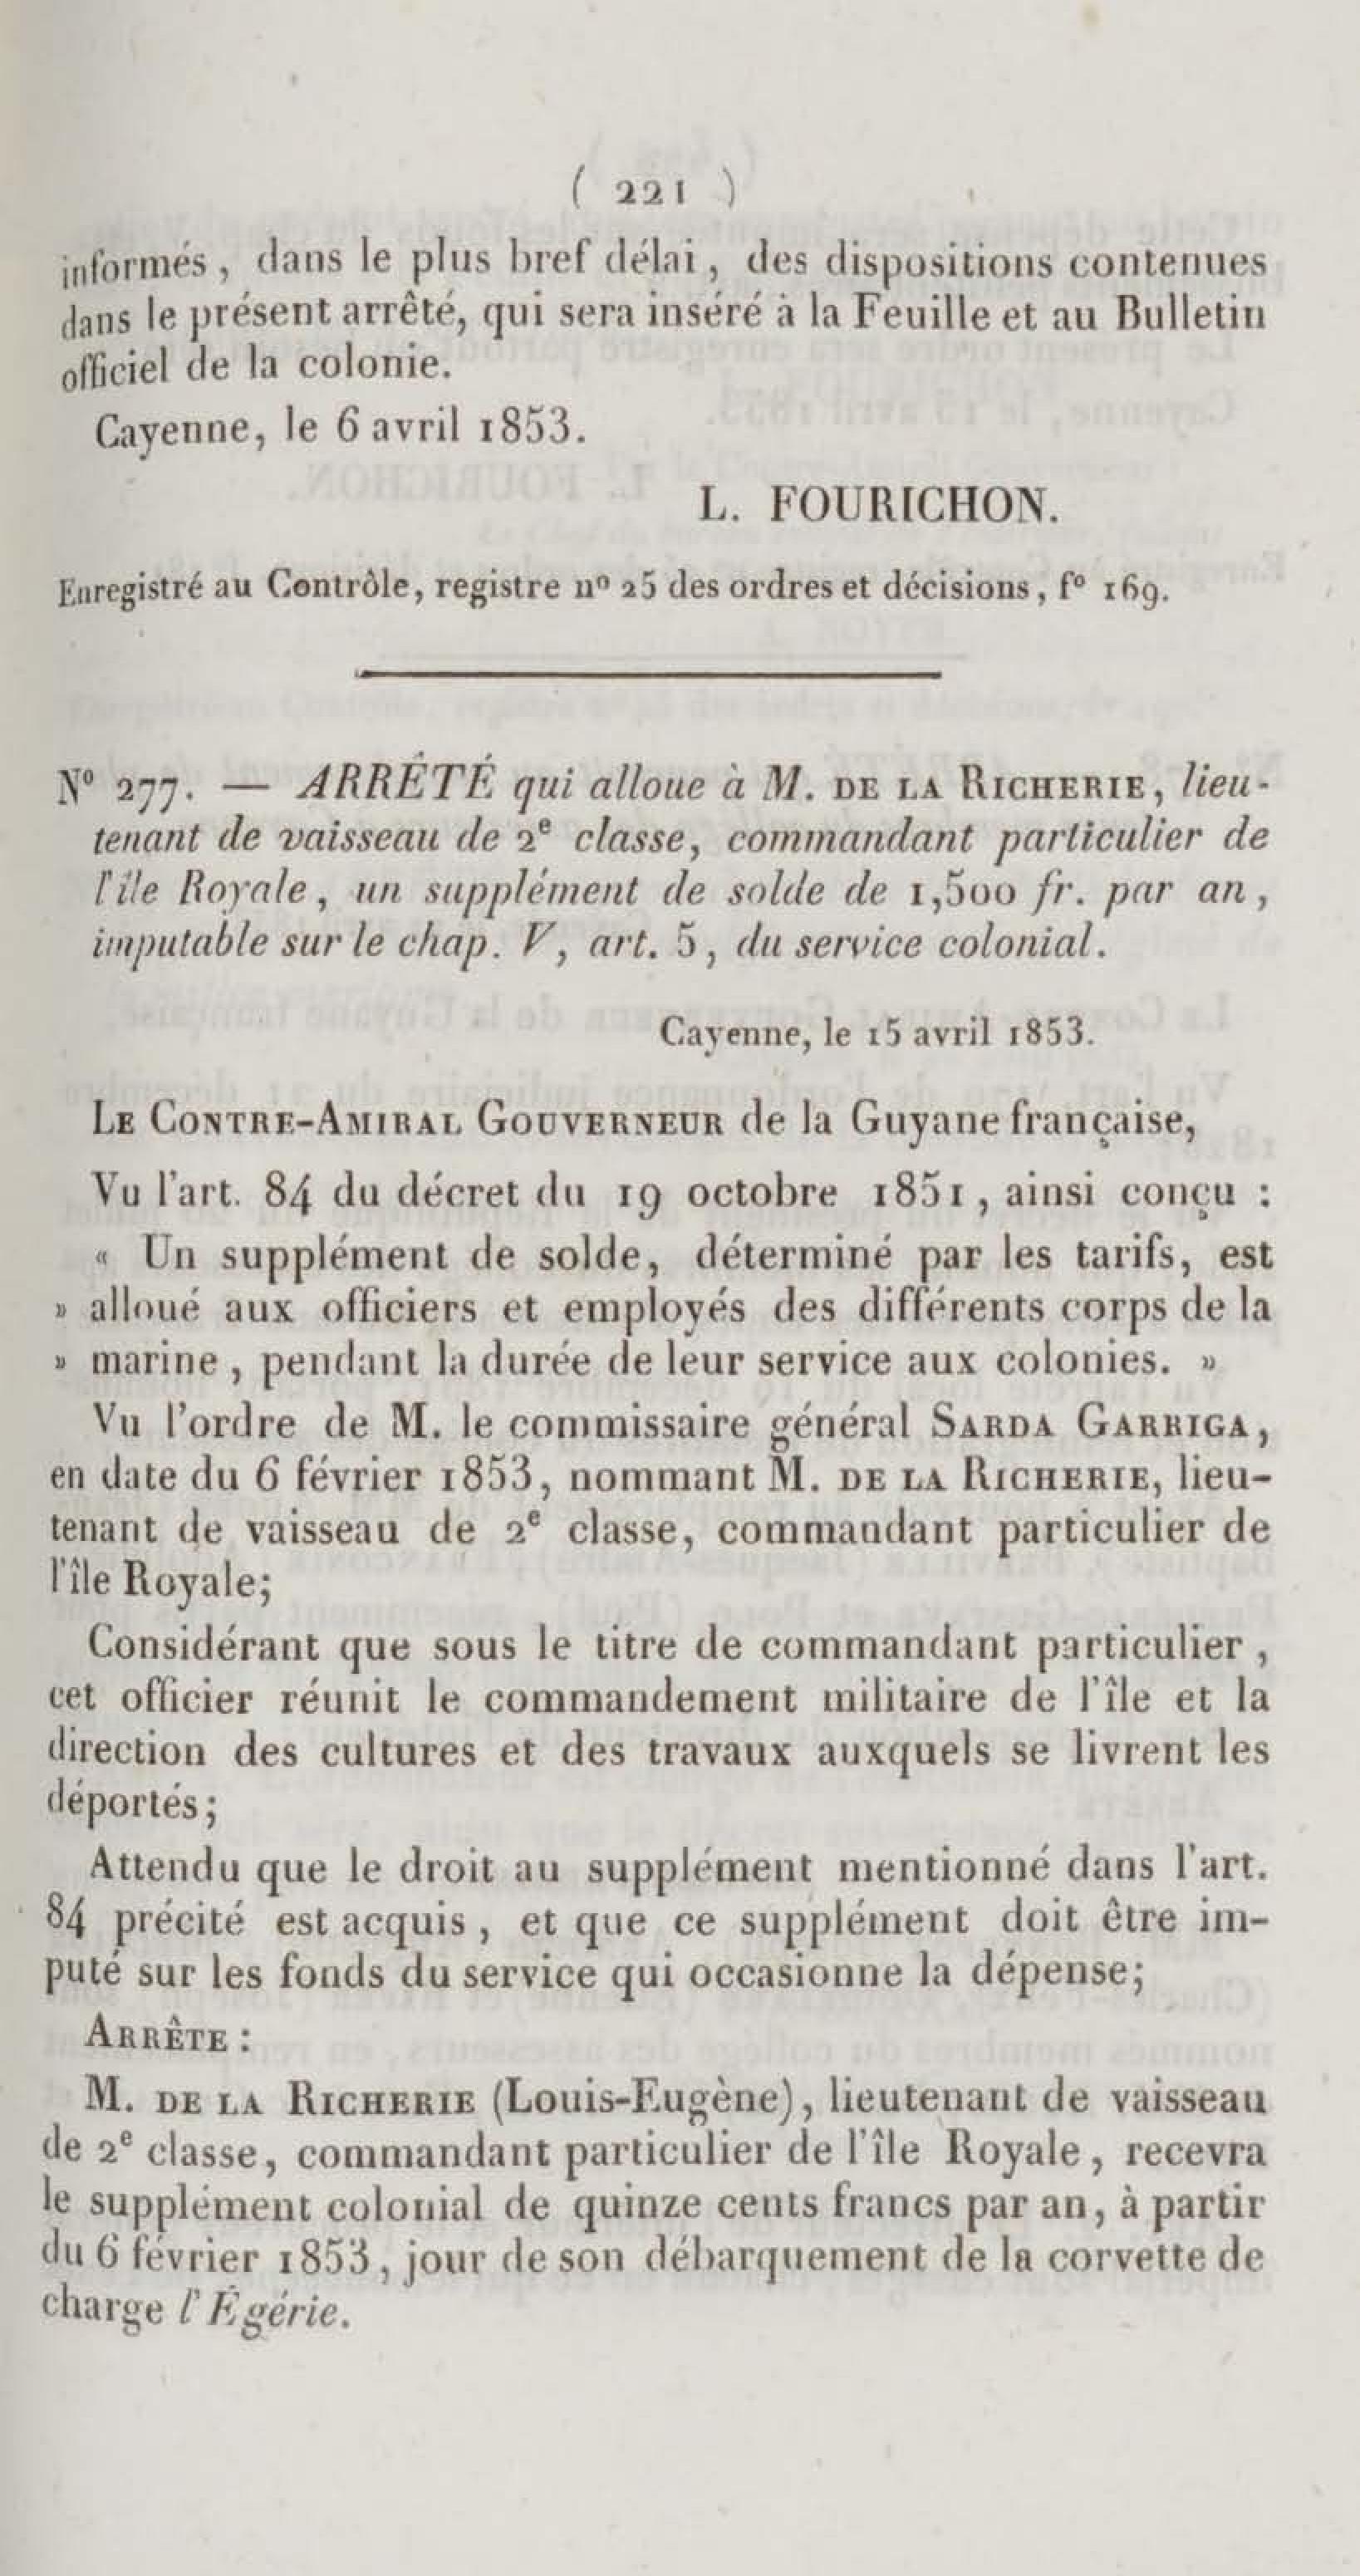 ( 221 )
informés, dans le plus bref délai, des dispositions contenues
dans le présent arrêté, qui sera inséré à la Feuille et au Bulletin
officiel de la colonie.
Cayenne, le 6 avril 1853.
L. FOURICHON.
Enregistré au Contrôle, registre nº 25 des ordres et décisions, fº 169.
Nº 277. — ARRÊTÉ qui alloue à M. DE LA RICHERIE, lieu-
tenant de vaisseau de 2e classe, commandant particulier de
l'île Royale, un supplément de solde de 1,500 fr. par an,
imputable sur le chap. V, art. 5, du service colonial.
Cayenne, le 15 avril 1853.
LE CONTRE-AMIRAL GOUVERNEUR de la Guyane française,
Vu l'art. 84 du décret du 19 octobre 1851, ainsi conçu :
« Un supplément de solde, déterminé par les tarifs, est
» alloué aux officiers et employés des différents corps de la
» marine, pendant la durée de leur service aux colonies. »
Vu l'ordre de M. le commissaire général SARDA GARRIGA,
en date du 6 février 1853, nommant M. DE LA RICHERIE, lieu-
tenant de vaisseau de 2e classe, commandant particulier de
l'île Royale;
Considérant que sous le titre de commandant particulier,
cet officier réunit le commandement militaire de l'île et la
direction des cultures et des travaux auxquels se livrent les
déportés;
Attendu que le droit au supplément mentionné dans l'art.
84 précité est acquis, et que ce supplément doit être im-
puté sur les fonds du service qui occasionne la dépense;
ARRÊTE :
M. DE LA RICHERIE (Louis-Eugène), lieutenant de vaisseau
de 2e classe, commandant particulier de l'île Royale, recevra
le supplément colonial de quinze cents francs par an, à partir
du 6 février 1853, jour de son débarquement de la corvette de
charge l'Égérie.